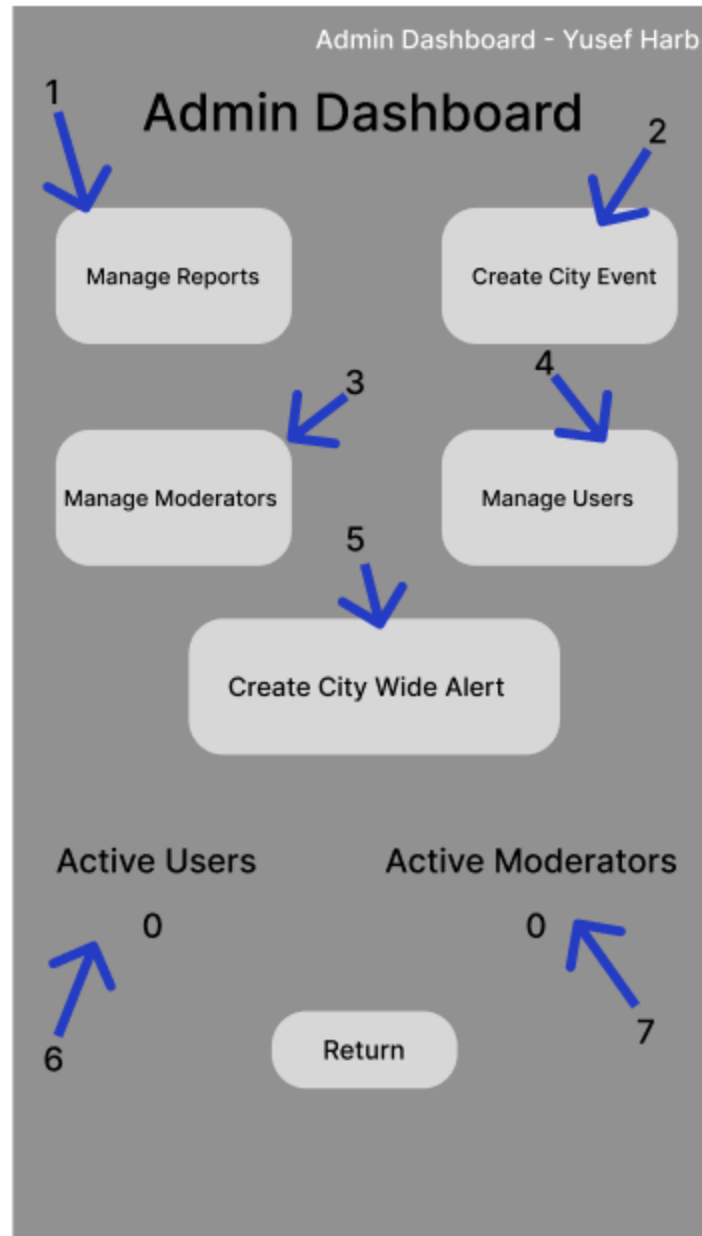 Admin Dashboard - Yusef Harb
1
Admin Dashboard
2
Manage Reports
Create City Event
3
4
Manage Moderators
Manage Users
5
Create City Wide Alert
Active Users
Active Moderators
0
0
6
7
Return